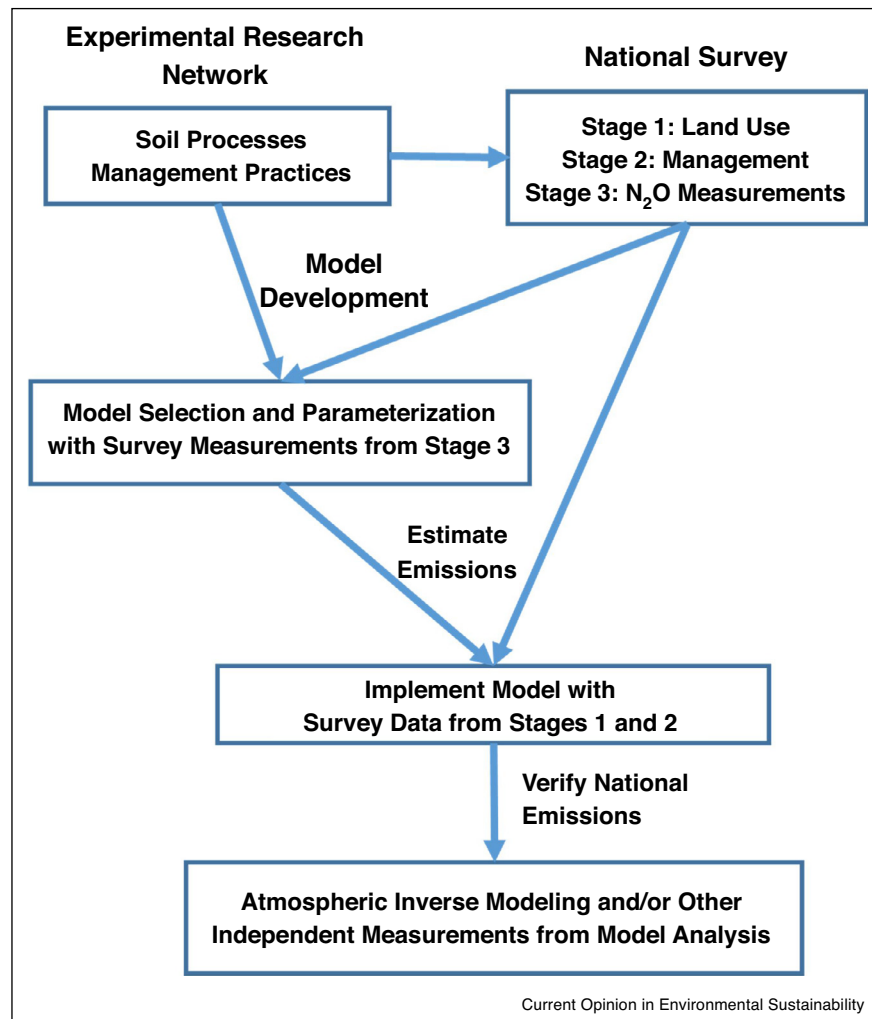 Experimental Research
Network
National Survey
Soil Processes
Management Practices
Stage 1: Land Use
Stage 2: Management
Stage 3: N₂O Measurements
Model
Development
Model Selection and Parameterization
with Survey Measurements from Stage 3
Estimate
Emissions
Implement Model with
Survey Data from Stages 1 and 2
Verify National
Emissions
Atmospheric Inverse Modeling and/or Other
Independent Measurements from Model Analysis
Current Opinion in Environmental Sustainability